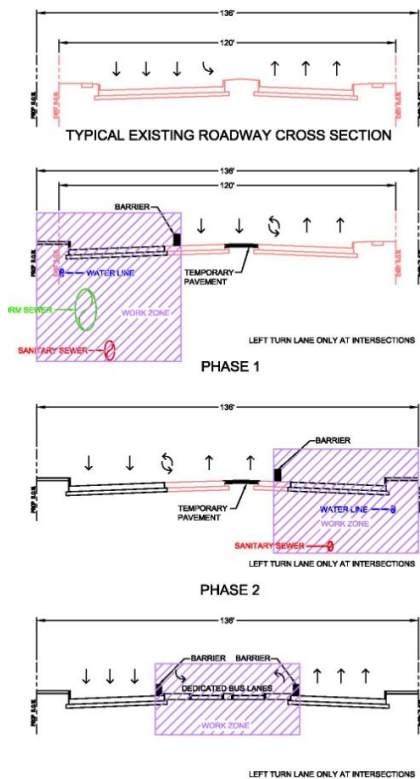 136'
120'
TYPICAL EXISTING ROADWAY CROSS SECTION
136'
120'
BARRIER
WATER LINE
TEMPORARY
PAVEMENT
RM SEWER
WORK ZONE
SANITARY SEWER
LEFT TURN LANE ONLY AT INTERSECTIONS
PHASE 1
136'
BARRIER
TEMPORARY
PAVEMENT
WATER LINE
WORK ZONE
SANITARY SEWER
LEFT TURN LANE ONLY AT INTERSECTIONS
PHASE 2
136'
BARRIER BARRIER
DEDICATED BUS LANES
WORK ZONE
LEFT TURN LANE ONLY AT INTERSECTIONS